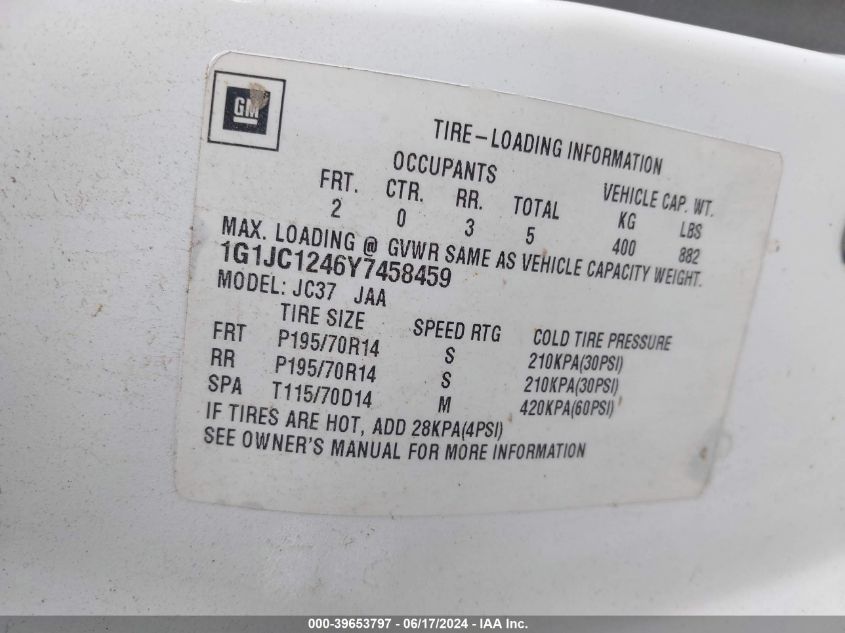 GM
TIRE-LOADING INFORMATION
OCCUPANTS VEHICLE CAP. WT.
FRT. CTR. RR. TOTAL KG LBS
2 0 3 5 400 882
MAX. LOADING @ GVWR SAME AS VEHICLE CAPACITY WEIGHT.
1G1JC1246Y7458459
MODEL: JC37 JAA
TIRE SIZE SPEED RTG COLD TIRE PRESSURE
FRT P195/70R14 S 210KPA(30PSI)
RR P195/70R14 S 210KPA(30PSI)
SPA T115/70D14 M 420KPA(60PSI)
IF TIRES ARE HOT, ADD 28KPA(4PSI)
SEE OWNER'S MANUAL FOR MORE INFORMATION
000-39653797 - 06/17/2024 - IAA Inc.